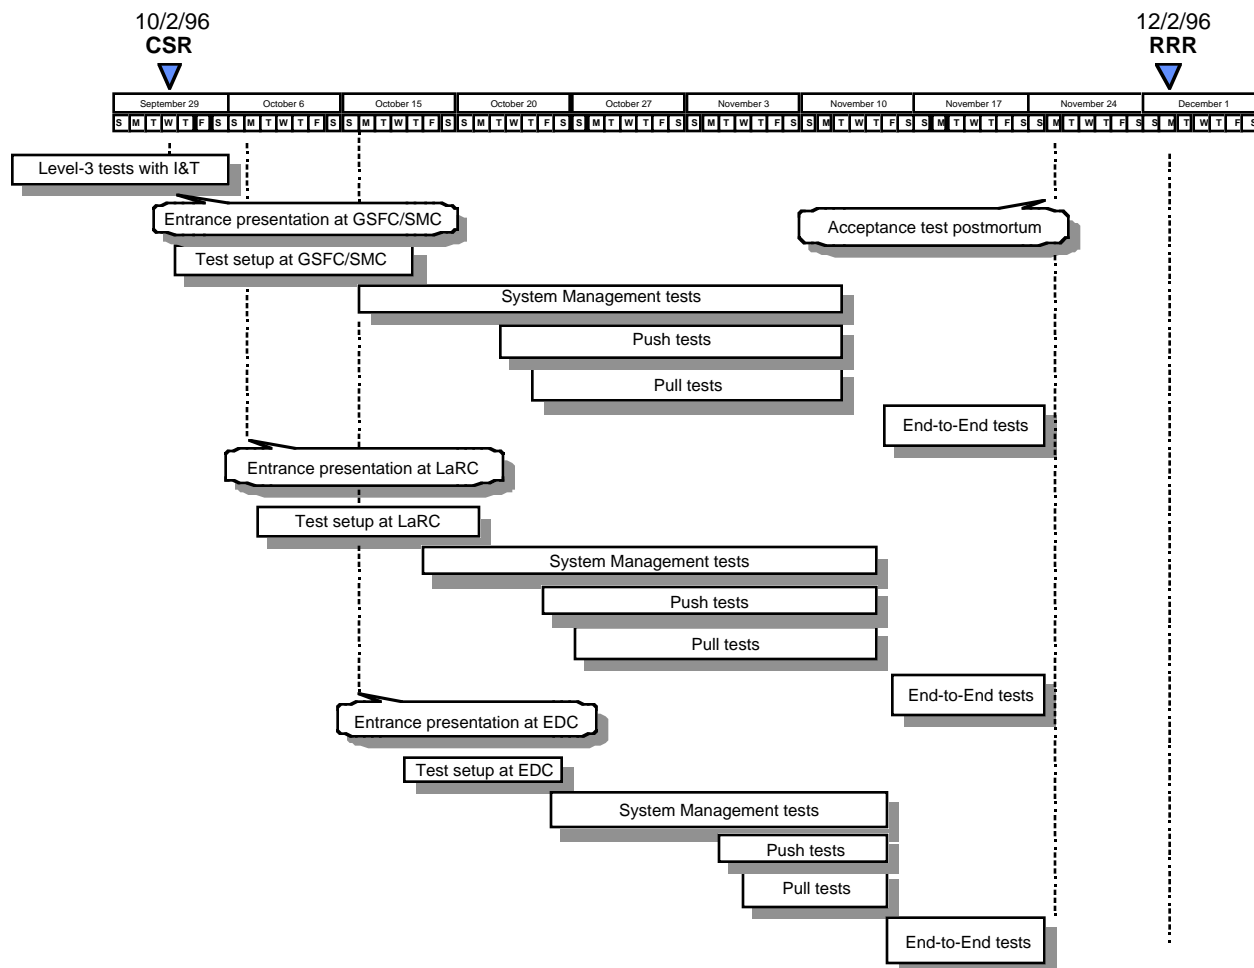 10/2/96
CSR
12/2/96
RRR
September 29 October 6 October 15 October 20 October 27 November 3 November 10 November 17 November 24 December 1
S M T W T F S S M T W T F S S M T W T F S S M T W T F S S M T W T F S S M T W T F S S M T W T F S S M T W T F S S M T W T F S S M T W T F S
Level-3 tests with I&T
Entrance presentation at GSFC/SMC
Acceptance test postmortum
Test setup at GSFC/SMC
System Management tests
Push tests
Pull tests
End-to-End tests
Entrance presentation at LaRC
Test setup at LaRC
System Management tests
Push tests
Pull tests
End-to-End tests
Entrance presentation at EDC
Test setup at EDC
System Management tests
Push tests
Pull tests
End-to-End tests